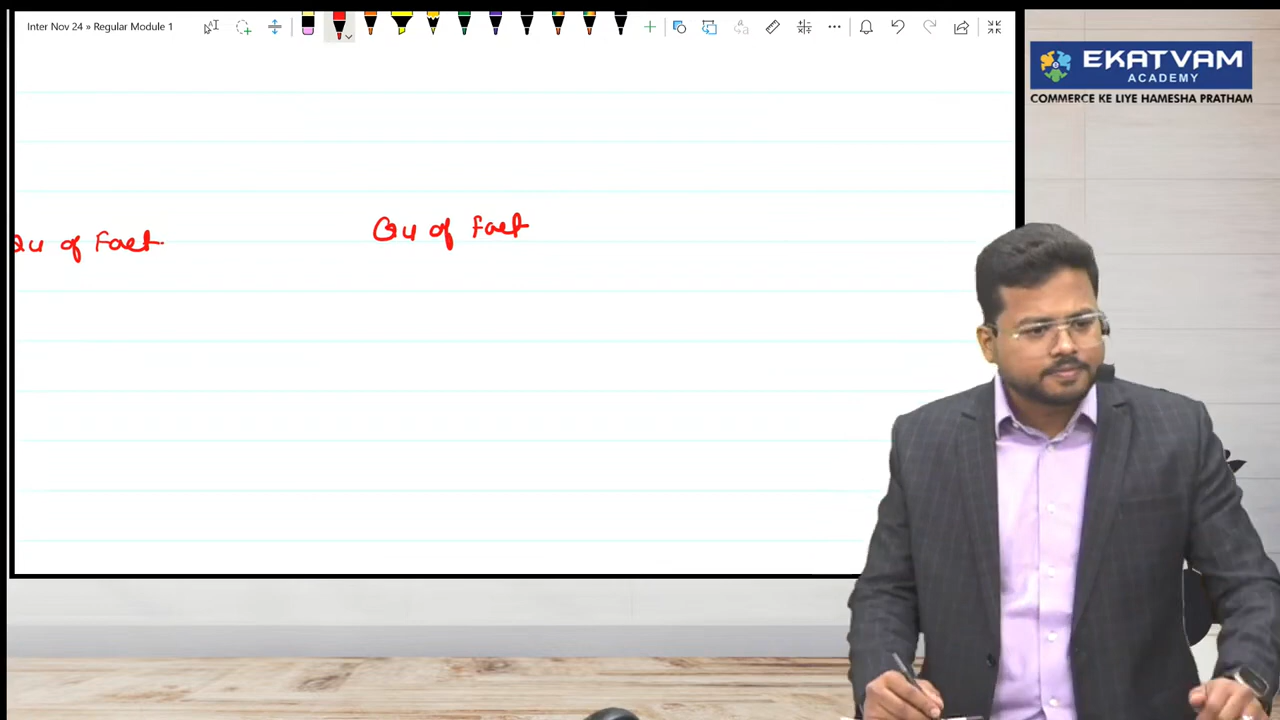 Inter Nov 24 » Regular Module 1
EKATVAM
ACADEMY
COMMERCE KE LIYE HAMESHA PRATHAM
Qu of Fact
Qu of Fact